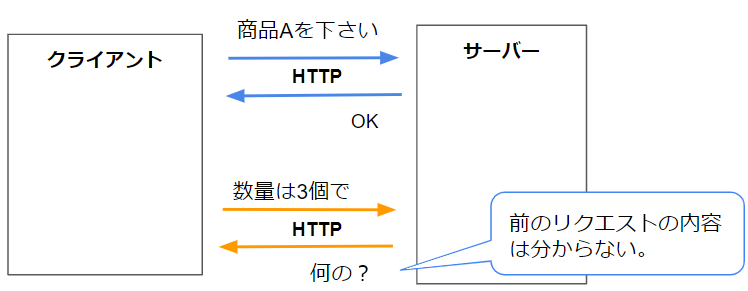 商品Aを下さい
クライアント
サーバー
HTTP
OK
数量は3個で
HTTP
前のリクエストの内容
は分からない。
何の？